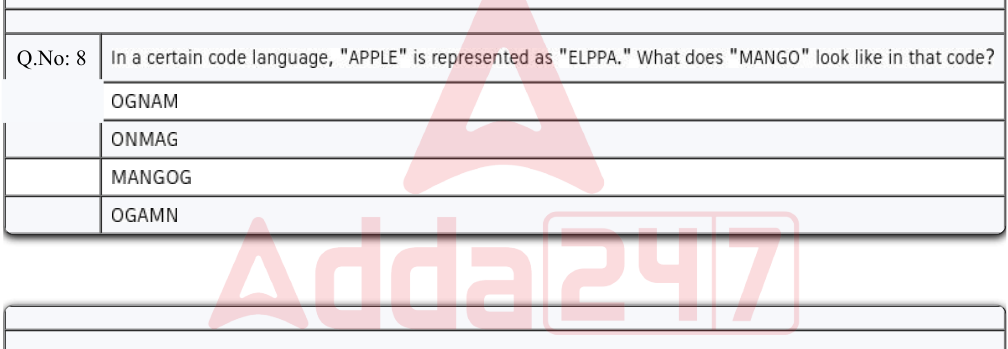 Q.No: 8 In a certain code language, "APPLE" is represented as "ELPPA." What does "MANGO" look like in that code?
OGNAM
ONMAG
MANGOG
OGAMN
Adda247